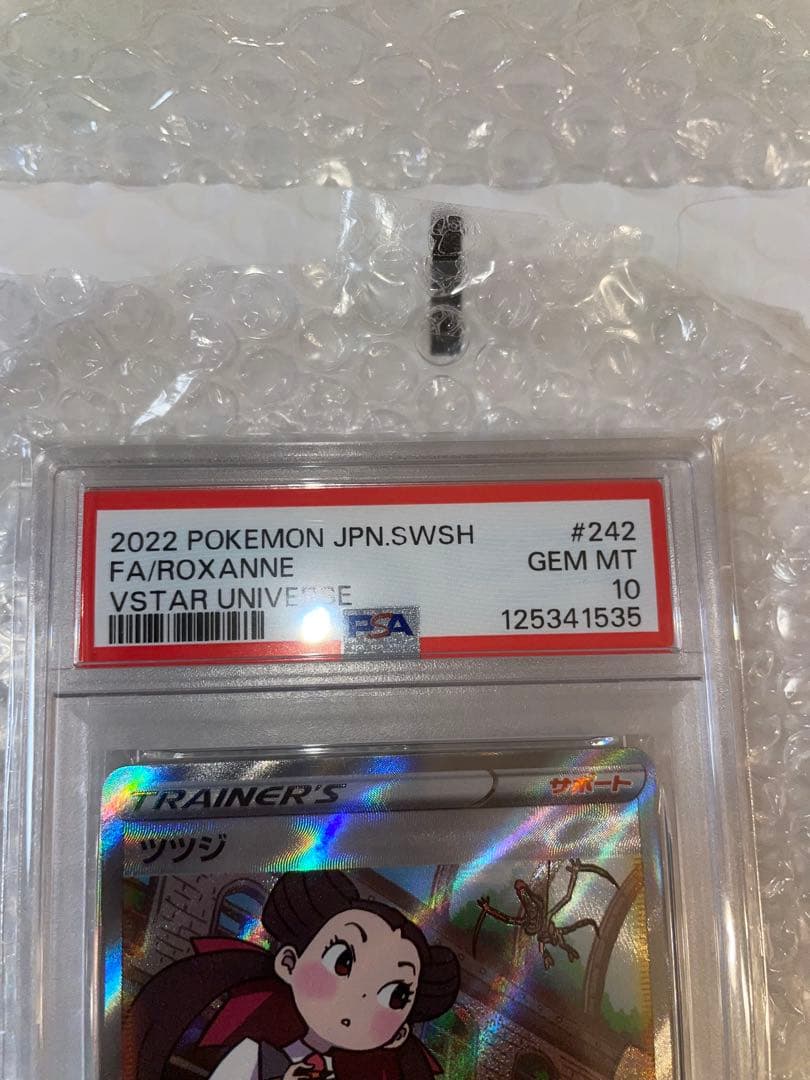 2022 POKEMON JPN.SWSH #242
FA/ROXANNE GEM MT
VSTAR UNIVERSE 10
PSA 125341535
TRAINER'S サポート
ツツジ